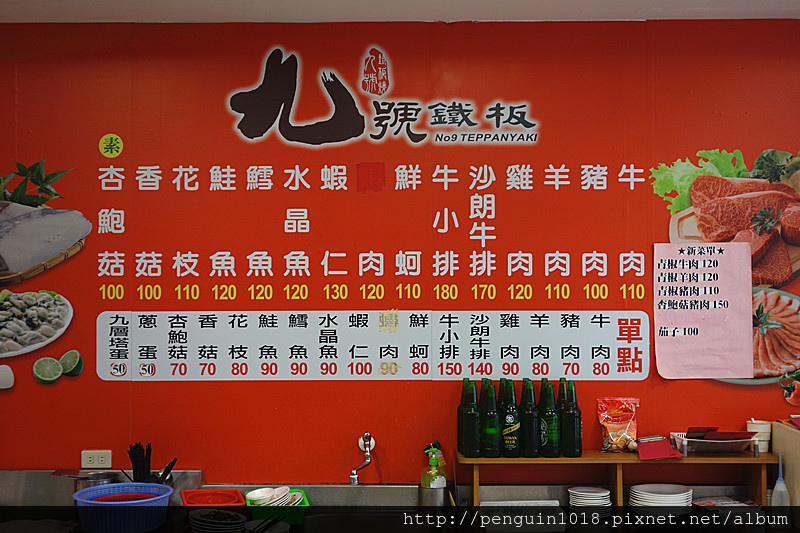 九號鐵板
No9 TEPPANYAKI
九號
素
杏鮑菇 香菇 花枝 鮭魚 鱈魚 水晶魚 蝦仁 肉 鮮蚵 牛小排 沙朗牛排 雞肉 羊肉 豬肉 牛肉
100 100 110 120 120 120 130 120 110 180 170 120 110 100 110
九層塔蛋 蔥蛋 杏鮑菇 香菇 花枝 鮭魚 鱈魚 水晶魚 蝦仁 肉 鮮蚵 牛小排 沙朗牛排 雞肉 羊肉 豬肉 牛肉 單點
50 50 70 70 80 90 90 90 100 90 80 150 140 90 80 70 80
★新菜單★
青椒牛肉 120
青椒羊肉 120
青椒豬肉 110
杏鮑菇豬肉 150
茄子 100
http://penguin1018.pixnet.net/album